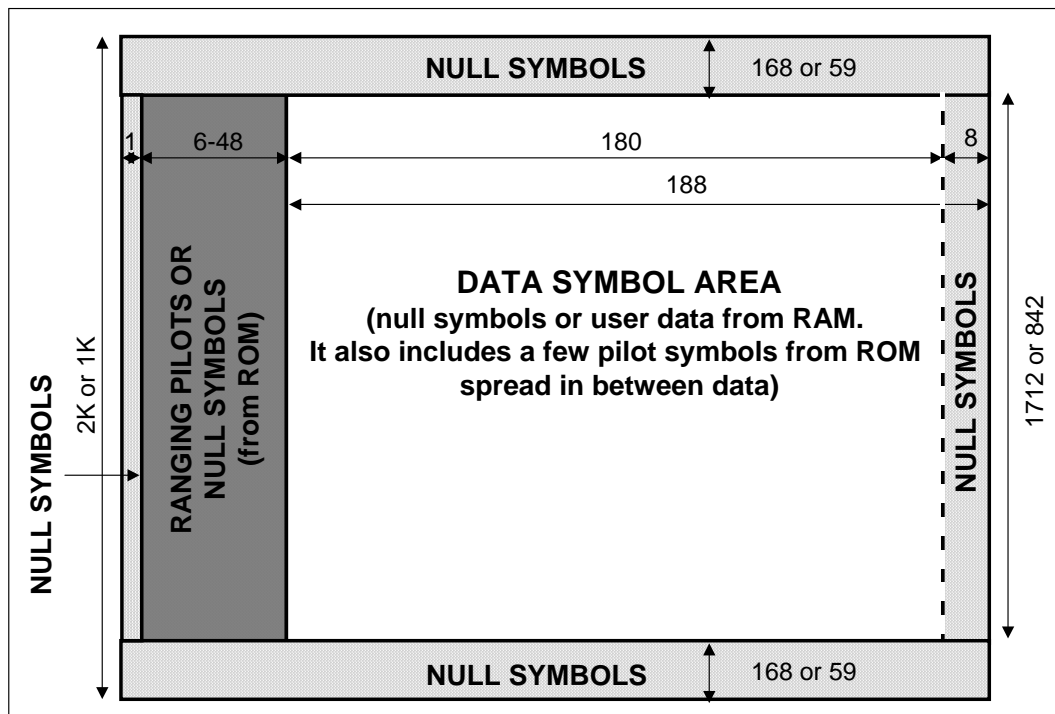 NULL SYMBOLS
168 or 59
1
6-48
180
8
188
DATA SYMBOL AREA
(null symbols or user data from RAM.
It also includes a few pilot symbols from ROM
spread in between data)
RANGING PILOTS OR
NULL SYMBOLS
(from ROM)
NULL SYMBOLS
2K or 1K
NULL SYMBOLS
1712 or 842
NULL SYMBOLS
168 or 59